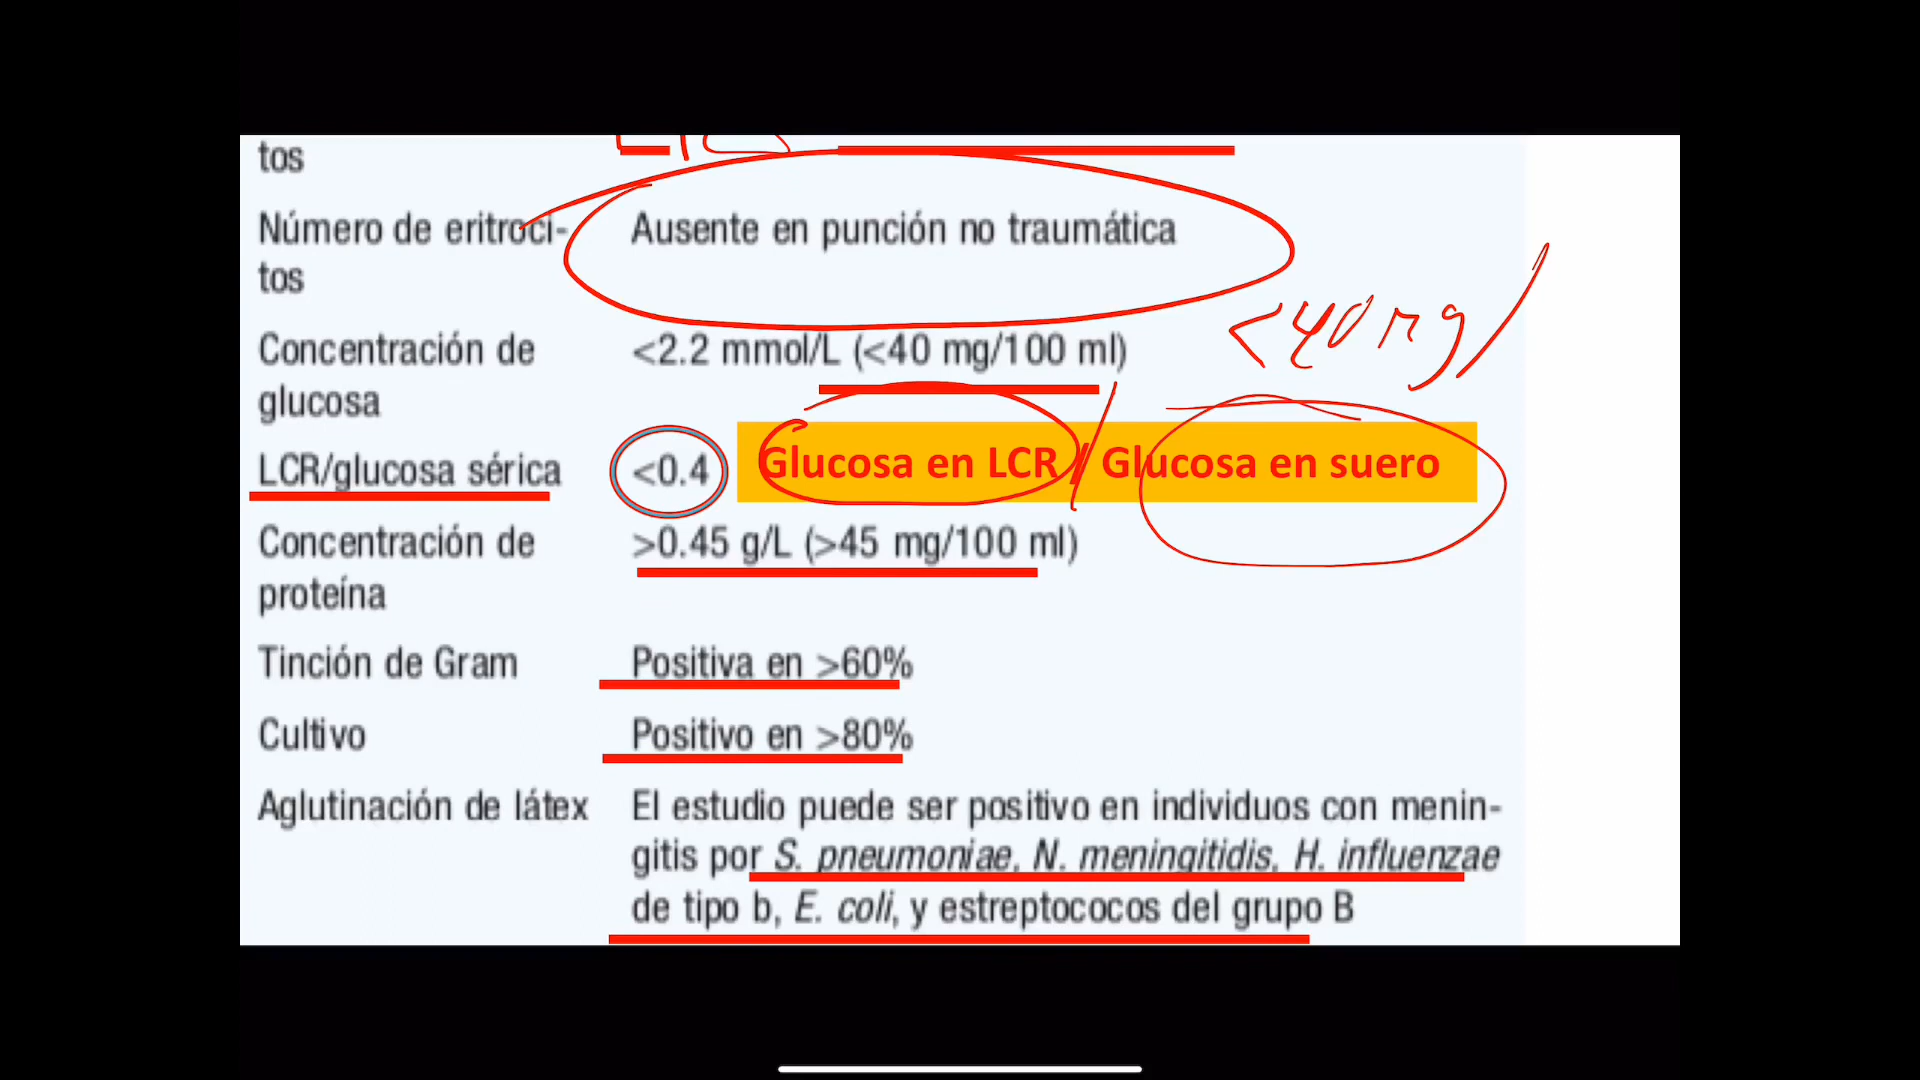 tos
Número de eritroci-
tos
Ausente en punción no traumática
Concentración de
glucosa
<2.2 mmol/L (<40 mg/100 ml)
<40 mg/
LCR/glucosa sérica
<0.4
Glucosa en LCR / Glucosa en suero
Concentración de
proteína
>0.45 g/L (>45 mg/100 ml)
Tinción de Gram
Positiva en >60%
Cultivo
Positivo en >80%
Aglutinación de látex
El estudio puede ser positivo en individuos con menin-
gitis por S. pneumoniae, N. meningitidis, H. influenzae
de tipo b, E. coli, y estreptococos del grupo B